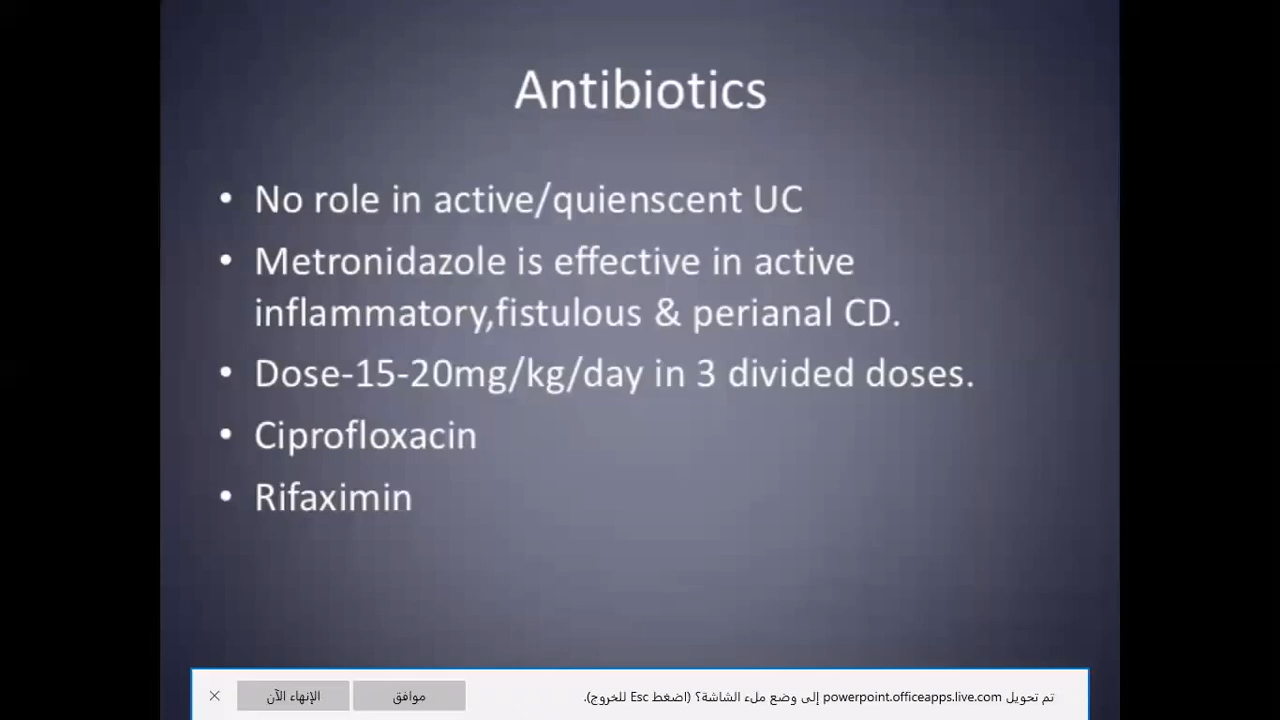 Antibiotics
• No role in active/quienscent UC
• Metronidazole is effective in active
inflammatory,fistulous & perianal CD.
• Dose-15-20mg/kg/day in 3 divided doses.
• Ciprofloxacin
• Rifaximin
تم تحويل powerpoint.officeapps.live.com إلى وضع ملء الشاشة؟ (اضغط Esc للخروج).
موافق
الإنهاء الآن